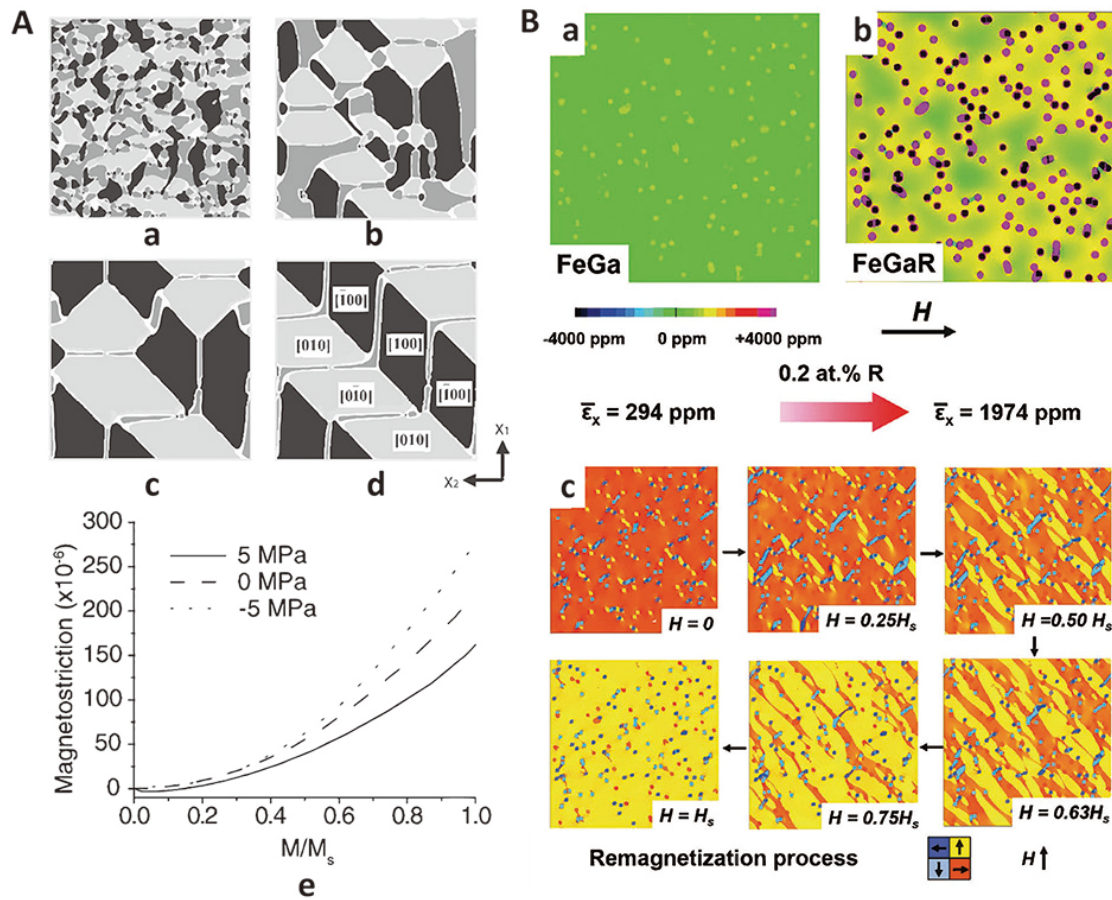 A
a
b
c
d
[1̄00]
[010]
[100]
[01̄0]
[1̄00]
[010]
X1
X2
Magnetostriction (x10⁻⁶)
300
250
200
150
100
50
0
5 MPa
0 MPa
-5 MPa
0.0
0.2
0.4
0.6
0.8
1.0
M/Ms
e
B
a
FeGa
b
FeGaR
-4000 ppm
0 ppm
+4000 ppm
H
0.2 at.% R
ε̄x = 294 ppm
ε̄x = 1974 ppm
c
H = 0
H = 0.25Hs
H =0.50 Hs
H = Hs
H = 0.75Hs
H = 0.63Hs
Remagnetization process
H